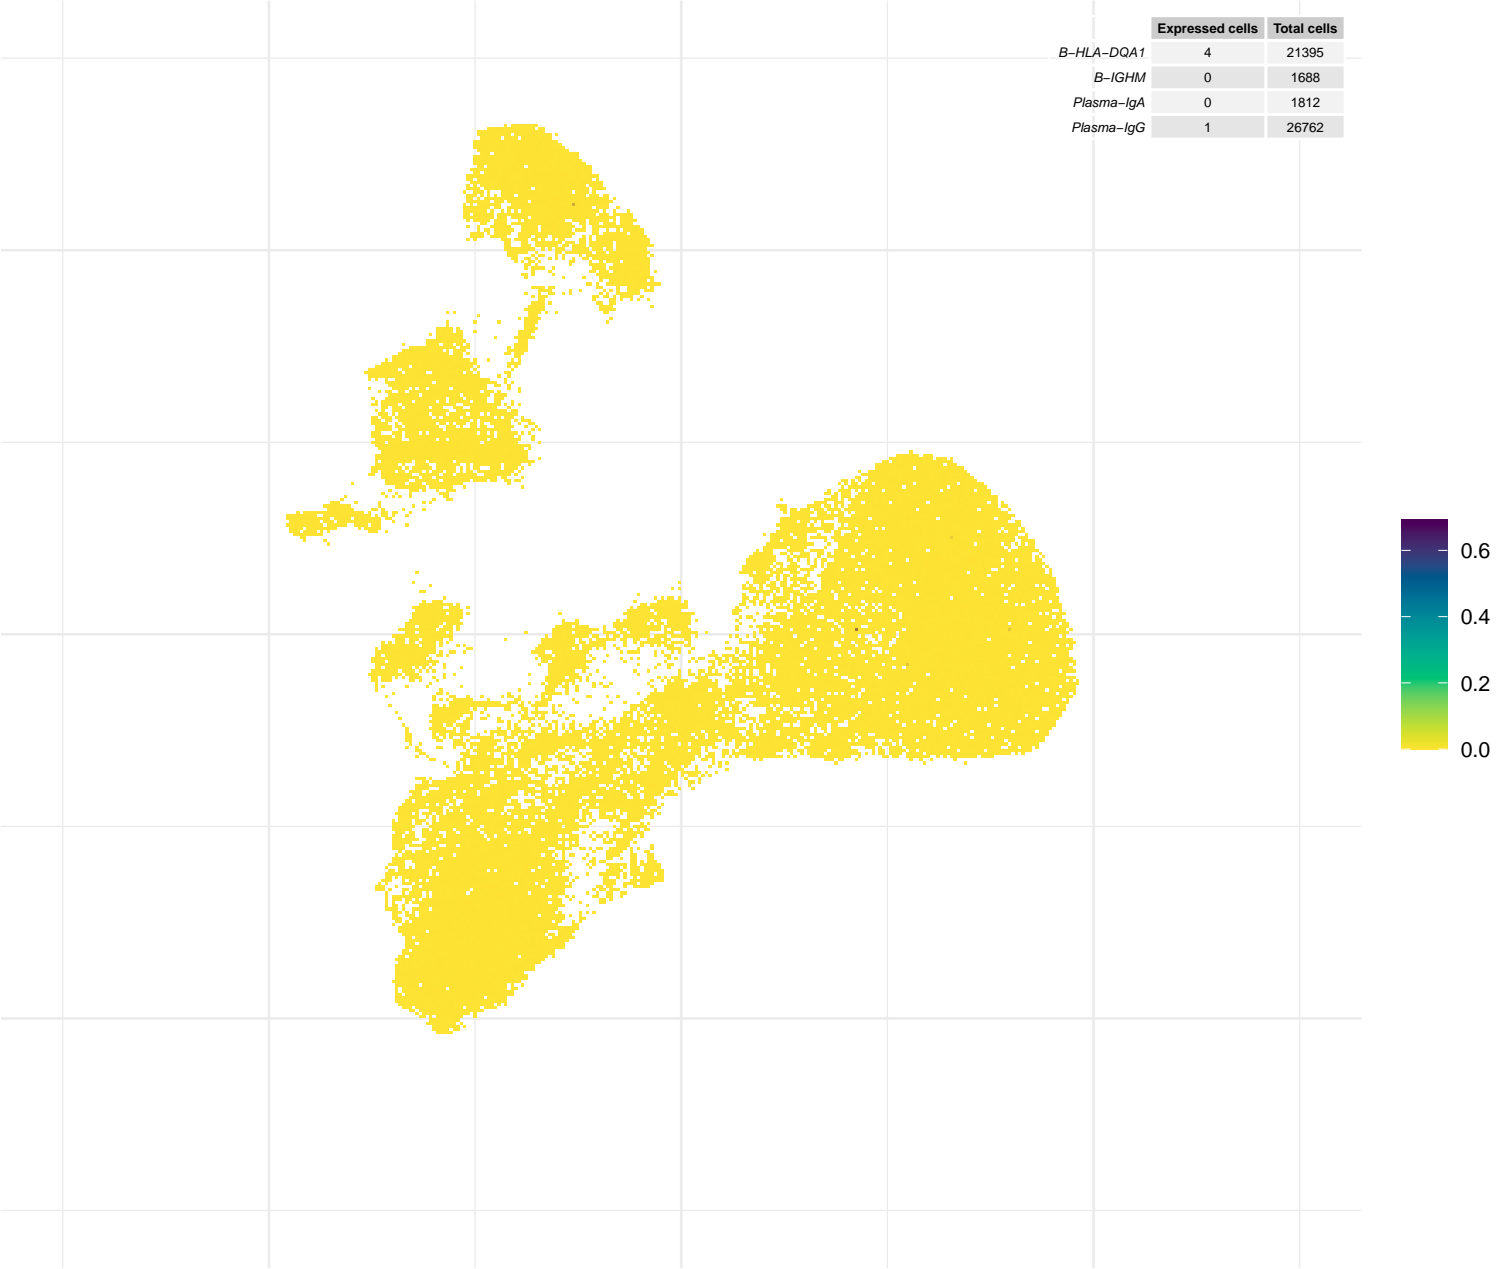 Expressed cells Total cells
B−HLA−DQA1 4 21395
B−IGHM 0 1688
Plasma−IgA 0 1812
Plasma−IgG 1 26762
0.6
0.4
0.2
0.0